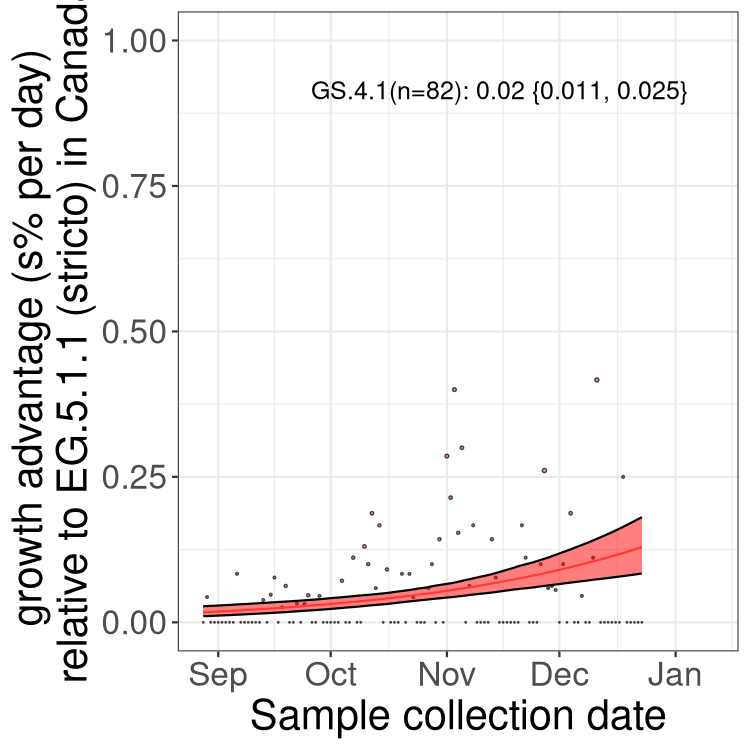 growth advantage (s% per day)
relative to EG.5.1.1 (stricto) in Canada
1.00
0.75
0.50
0.25
0.00
GS.4.1(n=82): 0.02 {0.011, 0.025}
Sep Oct Nov Dec Jan
Sample collection date